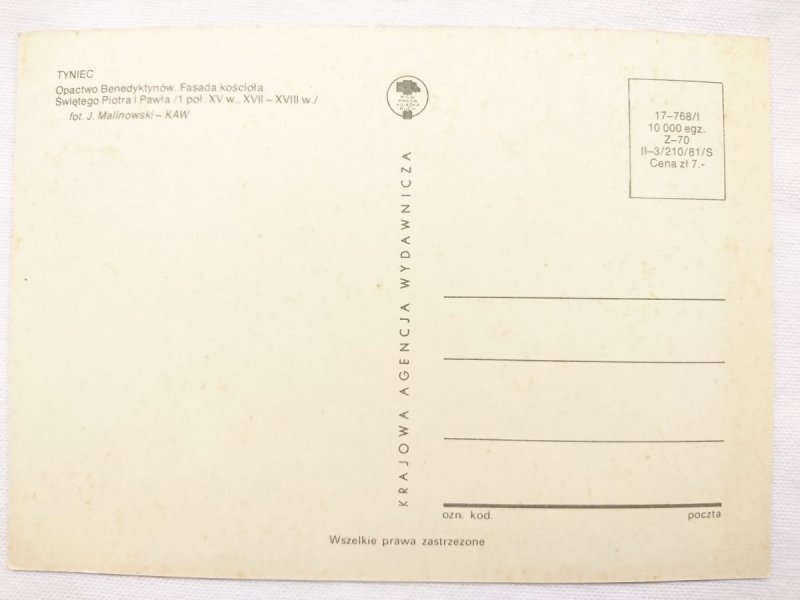 TYNIEC
Opactwo Benedyktynów. Fasada kościoła
Świętego Piotra i Pawła /1 poł. XV w., XVII – XVIII w./
fot. J. Malinowski – KAW
KRAJOWA AGENCJA WYDAWNICZA
17–768/I
10 000 egz.
Z–70
II–3/210/81/S
Cena zł 7.-
ozn. kod.
poczta
Wszelkie prawa zastrzeżone